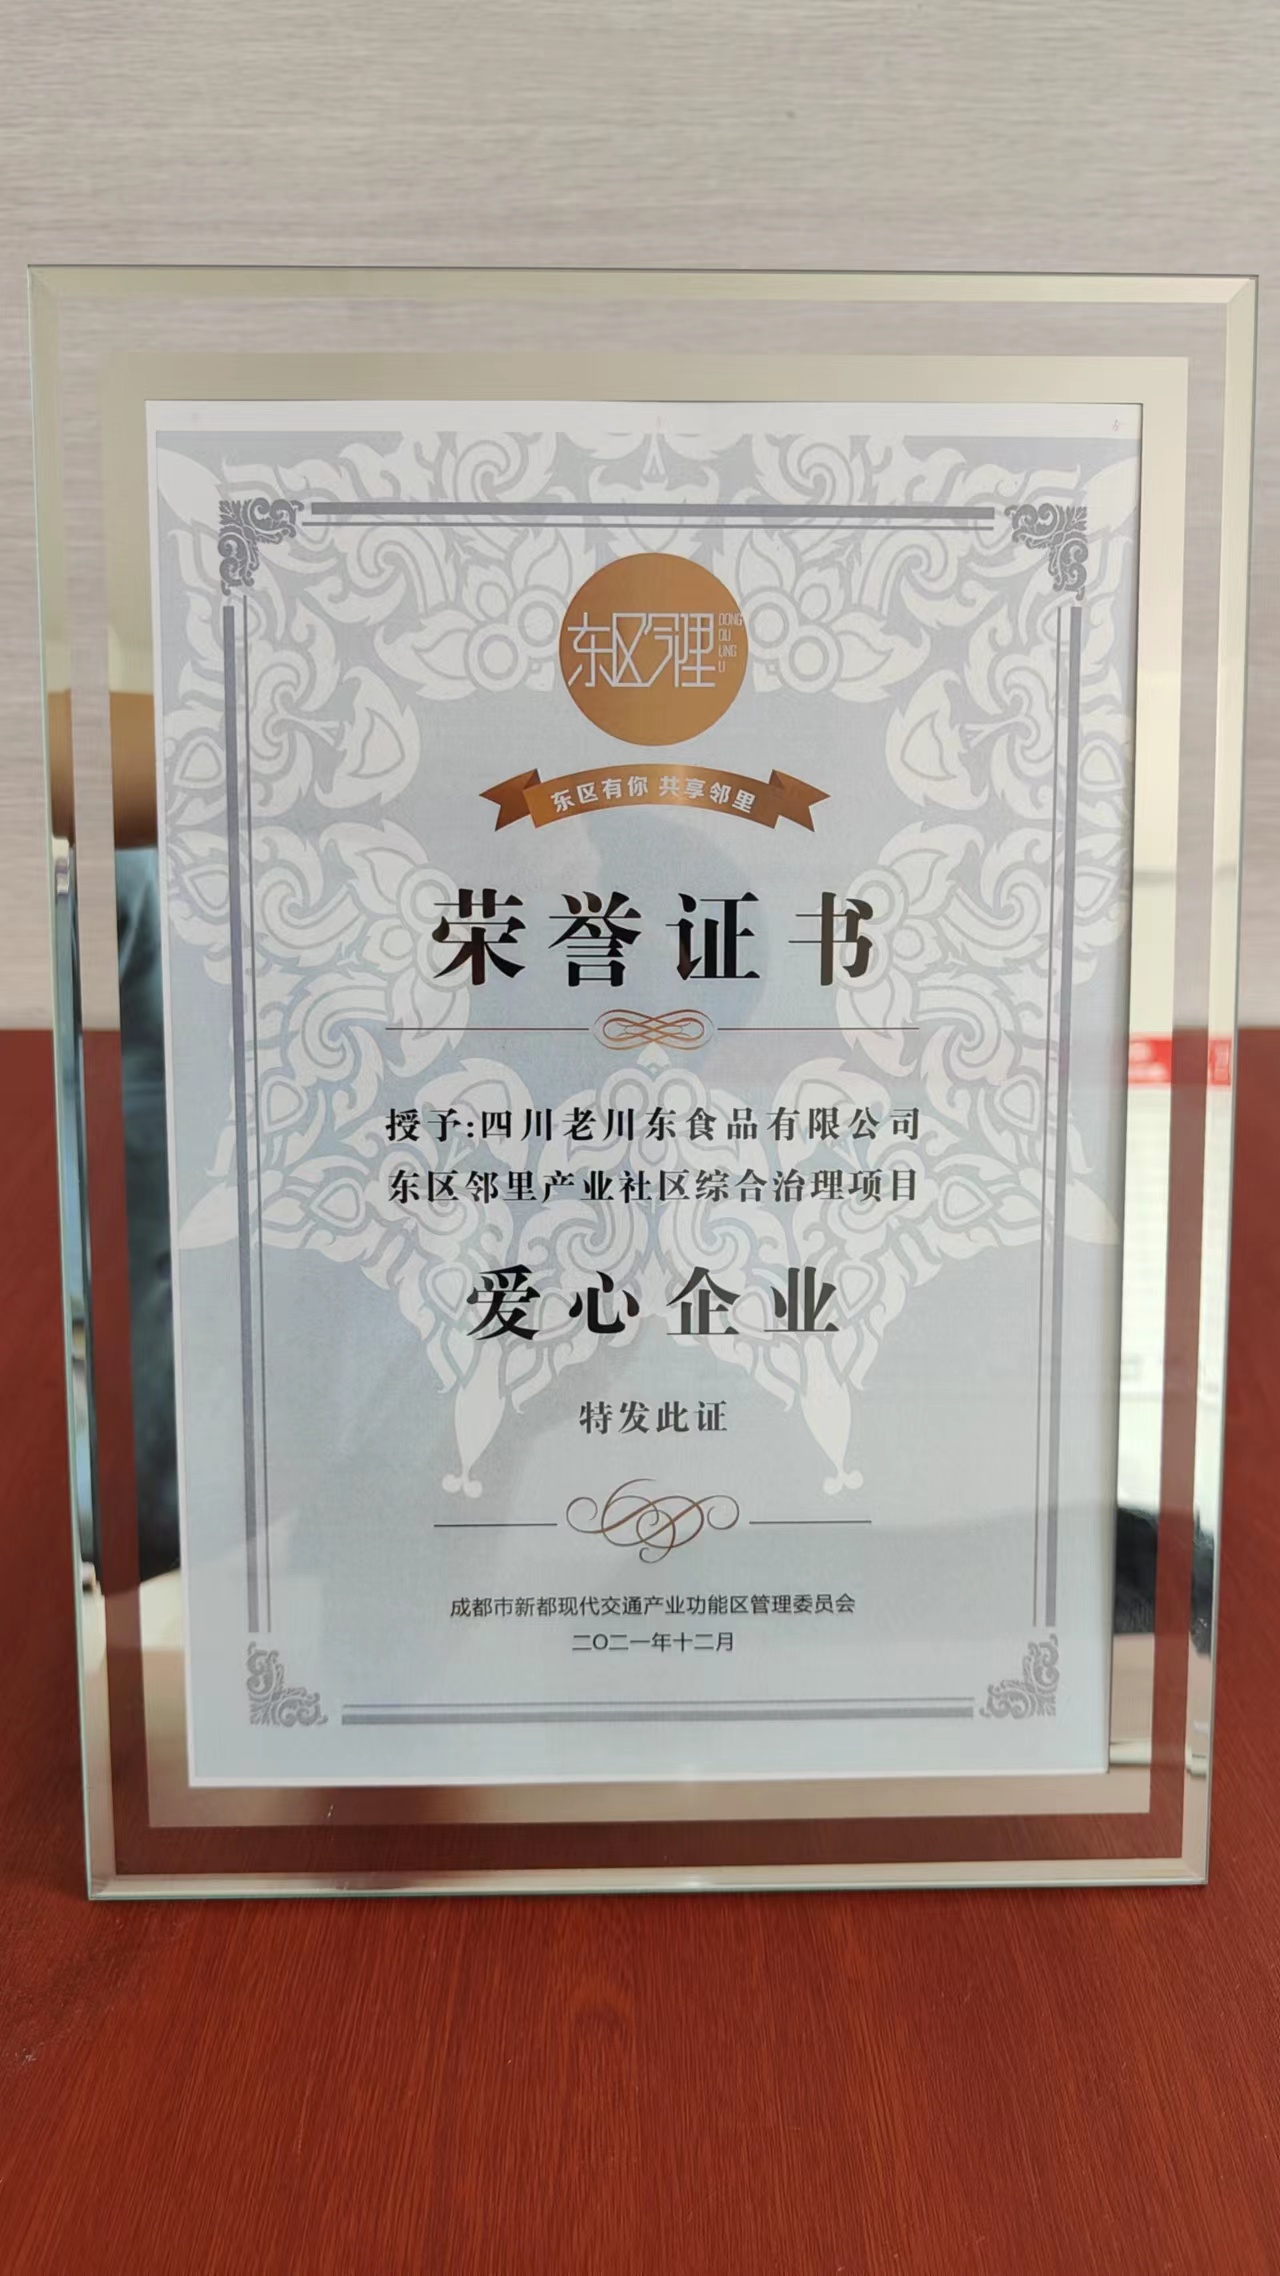 东区邻里
DONG
QU
LING
LI
东区有你 共享邻里
荣誉证书
授予:四川老川东食品有限公司
东区邻里产业社区综合治理项目
爱心企业
特发此证
成都市新都现代交通产业功能区管理委员会
二〇二一年十二月